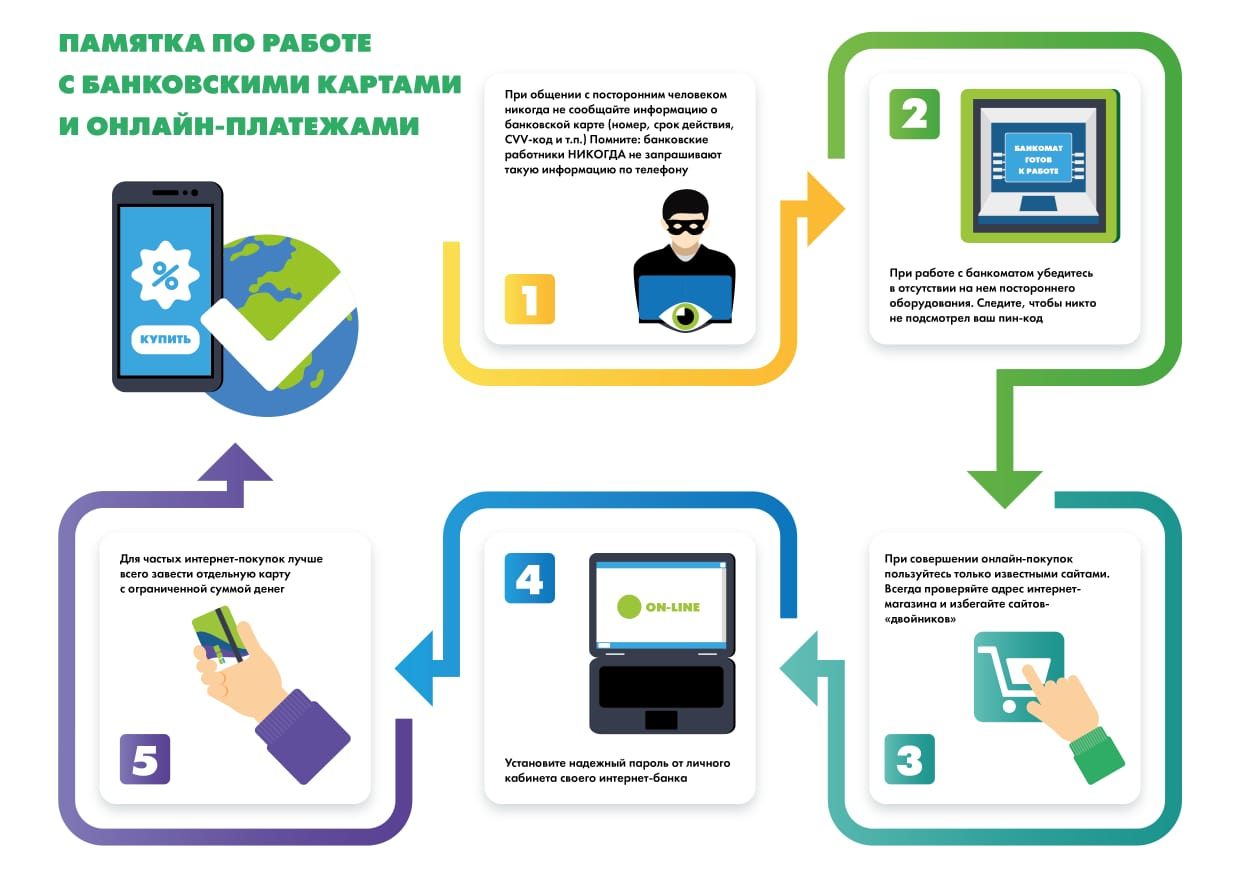 ПАМЯТКА ПО РАБОТЕ
С БАНКОВСКИМИ КАРТАМИ
И ОНЛАЙН-ПЛАТЕЖАМИ
%
КУПИТЬ
При общении с посторонним человеком
никогда не сообщайте информацию о
банковской карте (номер, срок действия,
CVV-код и т.п.) Помните: банковские
работники НИКОГДА не запрашивают
такую информацию по телефону
1
2
БАНКОМАТ
ГОТОВ
К РАБОТЕ
При работе с банкоматом убедитесь
в отсутствии на нем постороннего
оборудования. Следите, чтобы никто
не подсмотрел ваш пин-код
При совершении онлайн-покупок
пользуйтесь только известными сайтами.
Всегда проверяйте адрес интернет-
магазина и избегайте сайтов-
«двойников»
3
4
ON-LINE
Установите надежный пароль от личного
кабинета своего интернет-банка
Для частых интернет-покупок лучше
всего завести отдельную карту
с ограниченной суммой денег
5